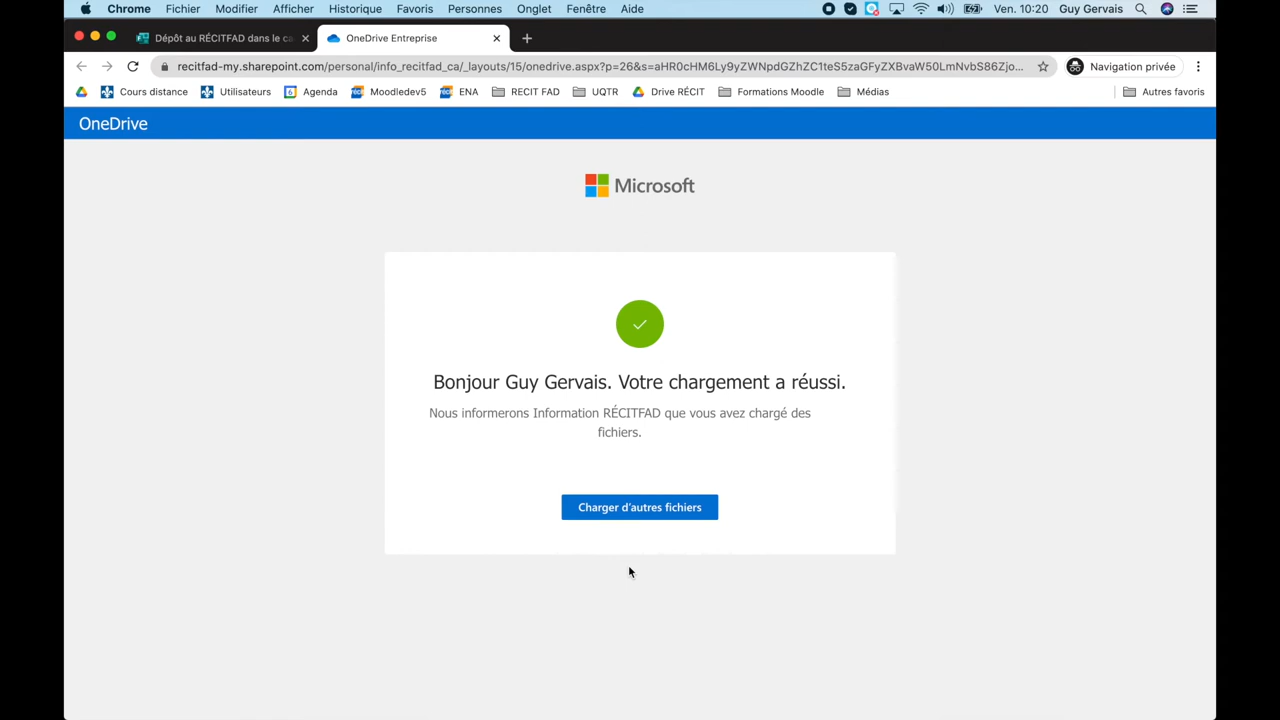 Chrome Fichier Modifier Afficher Historique Favoris Personnes Onglet Fenêtre Aide Ven. 10:20 Guy Gervais
Dépôt au RÉCITFAD dans le ca OneDrive Entreprise
recitfad-my.sharepoint.com/personal/info_recitfad_ca/_layouts/15/onedrive.aspx?p=26&s=aHR0cHM6Ly9yZWNpdGZhZC1teS5zaGFyZXBvaW50LmNvbS86Zjo... Navigation privée
Cours distance Utilisateurs 6 Agenda Moodledev5 ENA RECIT FAD UQTR Drive RÉCIT Formations Moodle Médias Autres favoris
OneDrive
Microsoft
Bonjour Guy Gervais. Votre chargement a réussi.
Nous informerons Information RÉCITFAD que vous avez chargé des
fichiers.
Charger d'autres fichiers